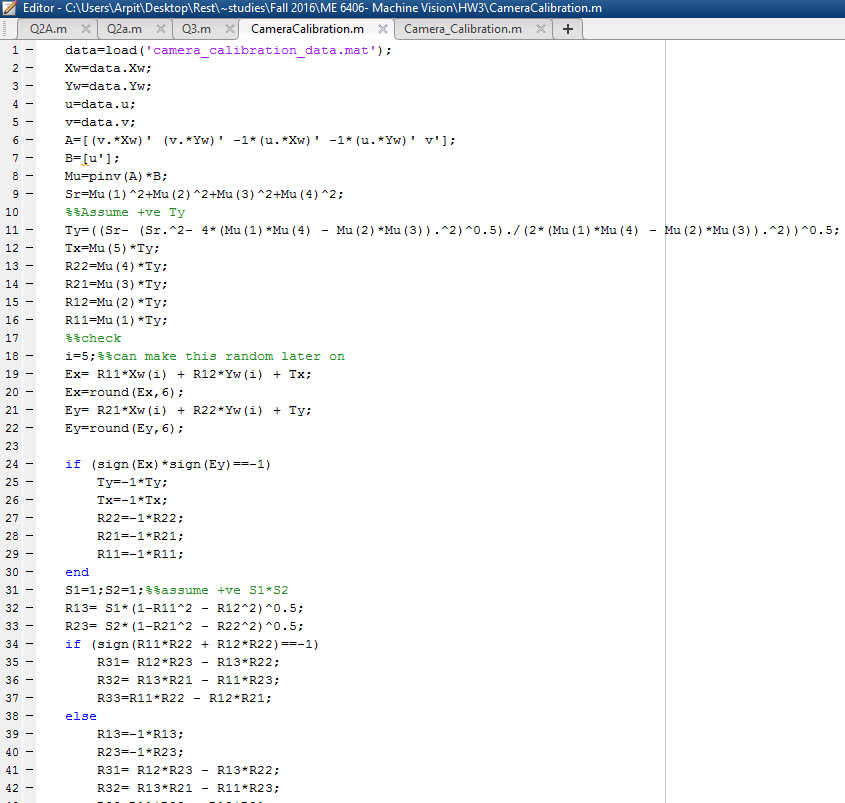 Editor - C:\Users\Arpit\Desktop\Rest\~studies\Fall 2016\ME 6406- Machine Vision\HW3\CameraCalibration.m
Q2A.m × Q2a.m × Q3.m × CameraCalibration.m × Camera_Calibration.m × +
1 – data=load('camera_calibration_data.mat');
2 – Xw=data.Xw;
3 – Yw=data.Yw;
4 – u=data.u;
5 – v=data.v;
6 – A=[(v.*Xw)' (v.*Yw)' -1*(u.*Xw)' -1*(u.*Yw)' v'];
7 – B=[u'];
8 – Mu=pinv(A)*B;
9 – Sr=Mu(1)^2+Mu(2)^2+Mu(3)^2+Mu(4)^2;
10 %%Assume +ve Ty
11 – Ty=((Sr- (Sr.^2- 4*(Mu(1)*Mu(4) - Mu(2)*Mu(3)).^2)^0.5)./(2*(Mu(1)*Mu(4) - Mu(2)*Mu(3)).^2))^0.5;
12 – Tx=Mu(5)*Ty;
13 – R22=Mu(4)*Ty;
14 – R21=Mu(3)*Ty;
15 – R12=Mu(2)*Ty;
16 – R11=Mu(1)*Ty;
17 %%check
18 – i=5;%%can make this random later on
19 – Ex= R11*Xw(i) + R12*Yw(i) + Tx;
20 – Ex=round(Ex,6);
21 – Ey= R21*Xw(i) + R22*Yw(i) + Ty;
22 – Ey=round(Ey,6);
23
24 – if (sign(Ex)*sign(Ey)==-1)
25 – Ty=-1*Ty;
26 – Tx=-1*Tx;
27 – R22=-1*R22;
28 – R21=-1*R21;
29 – R11=-1*R11;
30 – end
31 – S1=1;S2=1;%%assume +ve S1*S2
32 – R13= S1*(1-R11^2 - R12^2)^0.5;
33 – R23= S2*(1-R21^2 - R22^2)^0.5;
34 – if (sign(R11*R22 + R12*R22)==-1)
35 – R31= R12*R23 - R13*R22;
36 – R32= R13*R21 - R11*R23;
37 – R33=R11*R22 - R12*R21;
38 – else
39 – R13=-1*R13;
40 – R23=-1*R23;
41 – R31= R12*R23 - R13*R22;
42 – R32= R13*R21 - R11*R23;